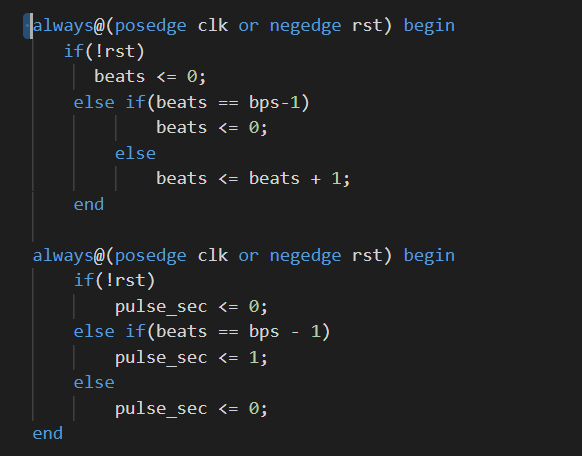 always@(posedge clk or negedge rst) begin
if(!rst)
beats <= 0;
else if(beats == bps-1)
beats <= 0;
else
beats <= beats + 1;
end
always@(posedge clk or negedge rst) begin
if(!rst)
pulse_sec <= 0;
else if(beats == bps - 1)
pulse_sec <= 1;
else
pulse_sec <= 0;
end